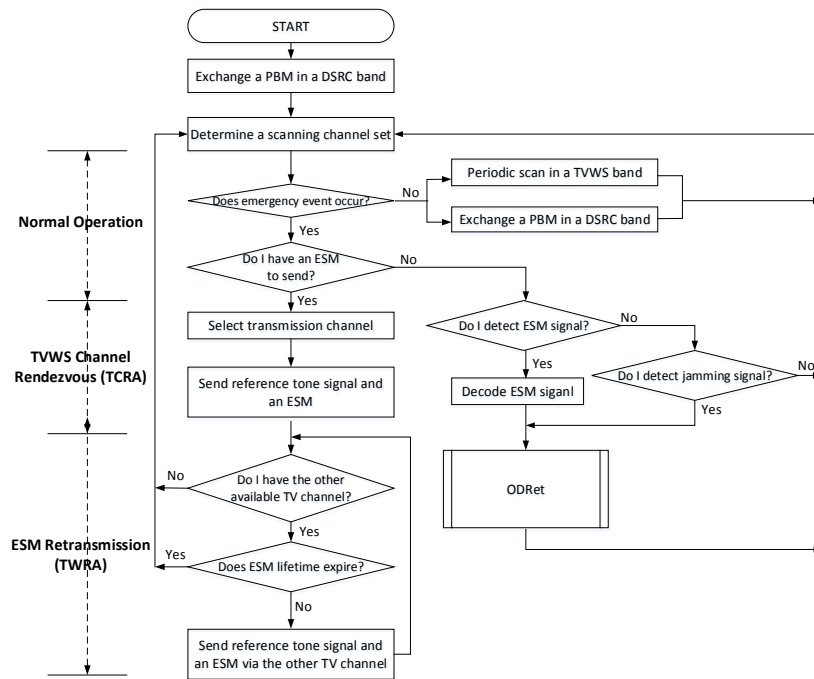 START
Exchange a PBM in a DSRC band
Determine a scanning channel set
Normal Operation
Does emergency event occur?
No
Periodic scan in a TVWS band
Exchange a PBM in a DSRC band
Yes
Do I have an ESM
to send?
No
Yes
TVWS Channel
Rendezvous (TCRA)
Select transmission channel
Do I detect ESM signal?
No
Yes
Do I detect jamming signal?
No
Yes
Send reference tone signal and
an ESM
Decode ESM siganl
ODRet
ESM Retransmission
(TWRA)
Do I have the other
available TV channel?
No
Yes
Does ESM lifetime expire?
Yes
No
Send reference tone signal and
an ESM via the other TV channel